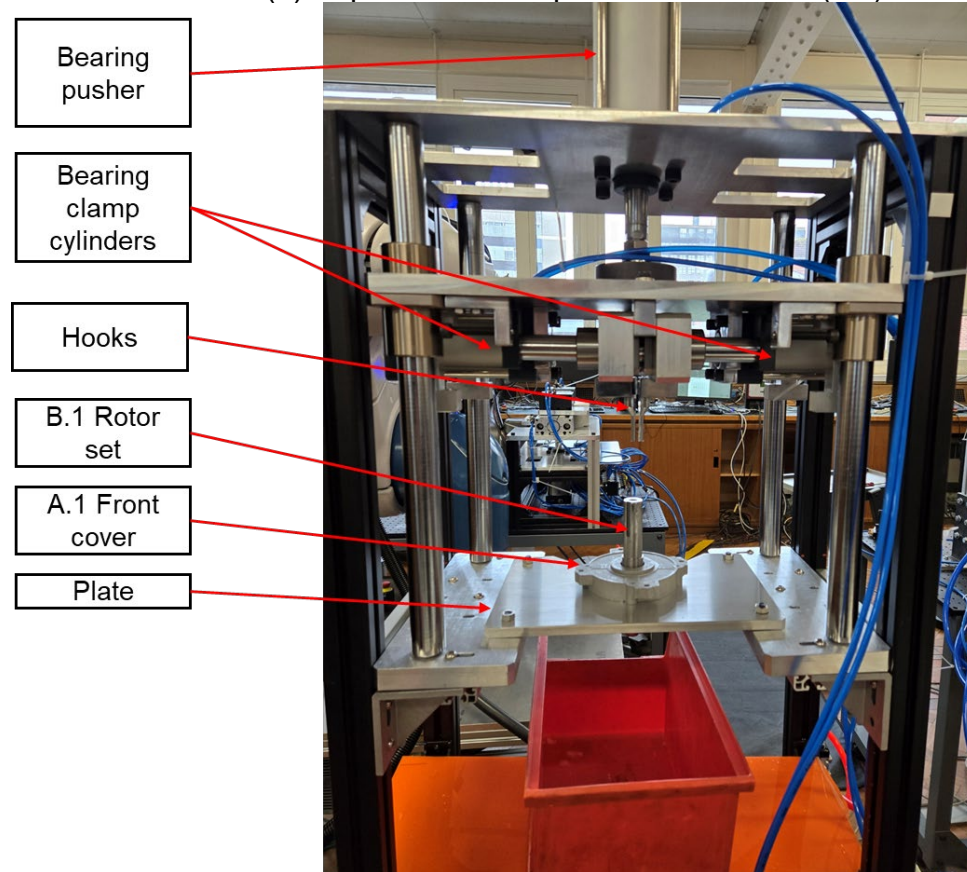 Bearing
pusher
Bearing
clamp
cylinders
Hooks
B.1 Rotor
set
A.1 Front
cover
Plate